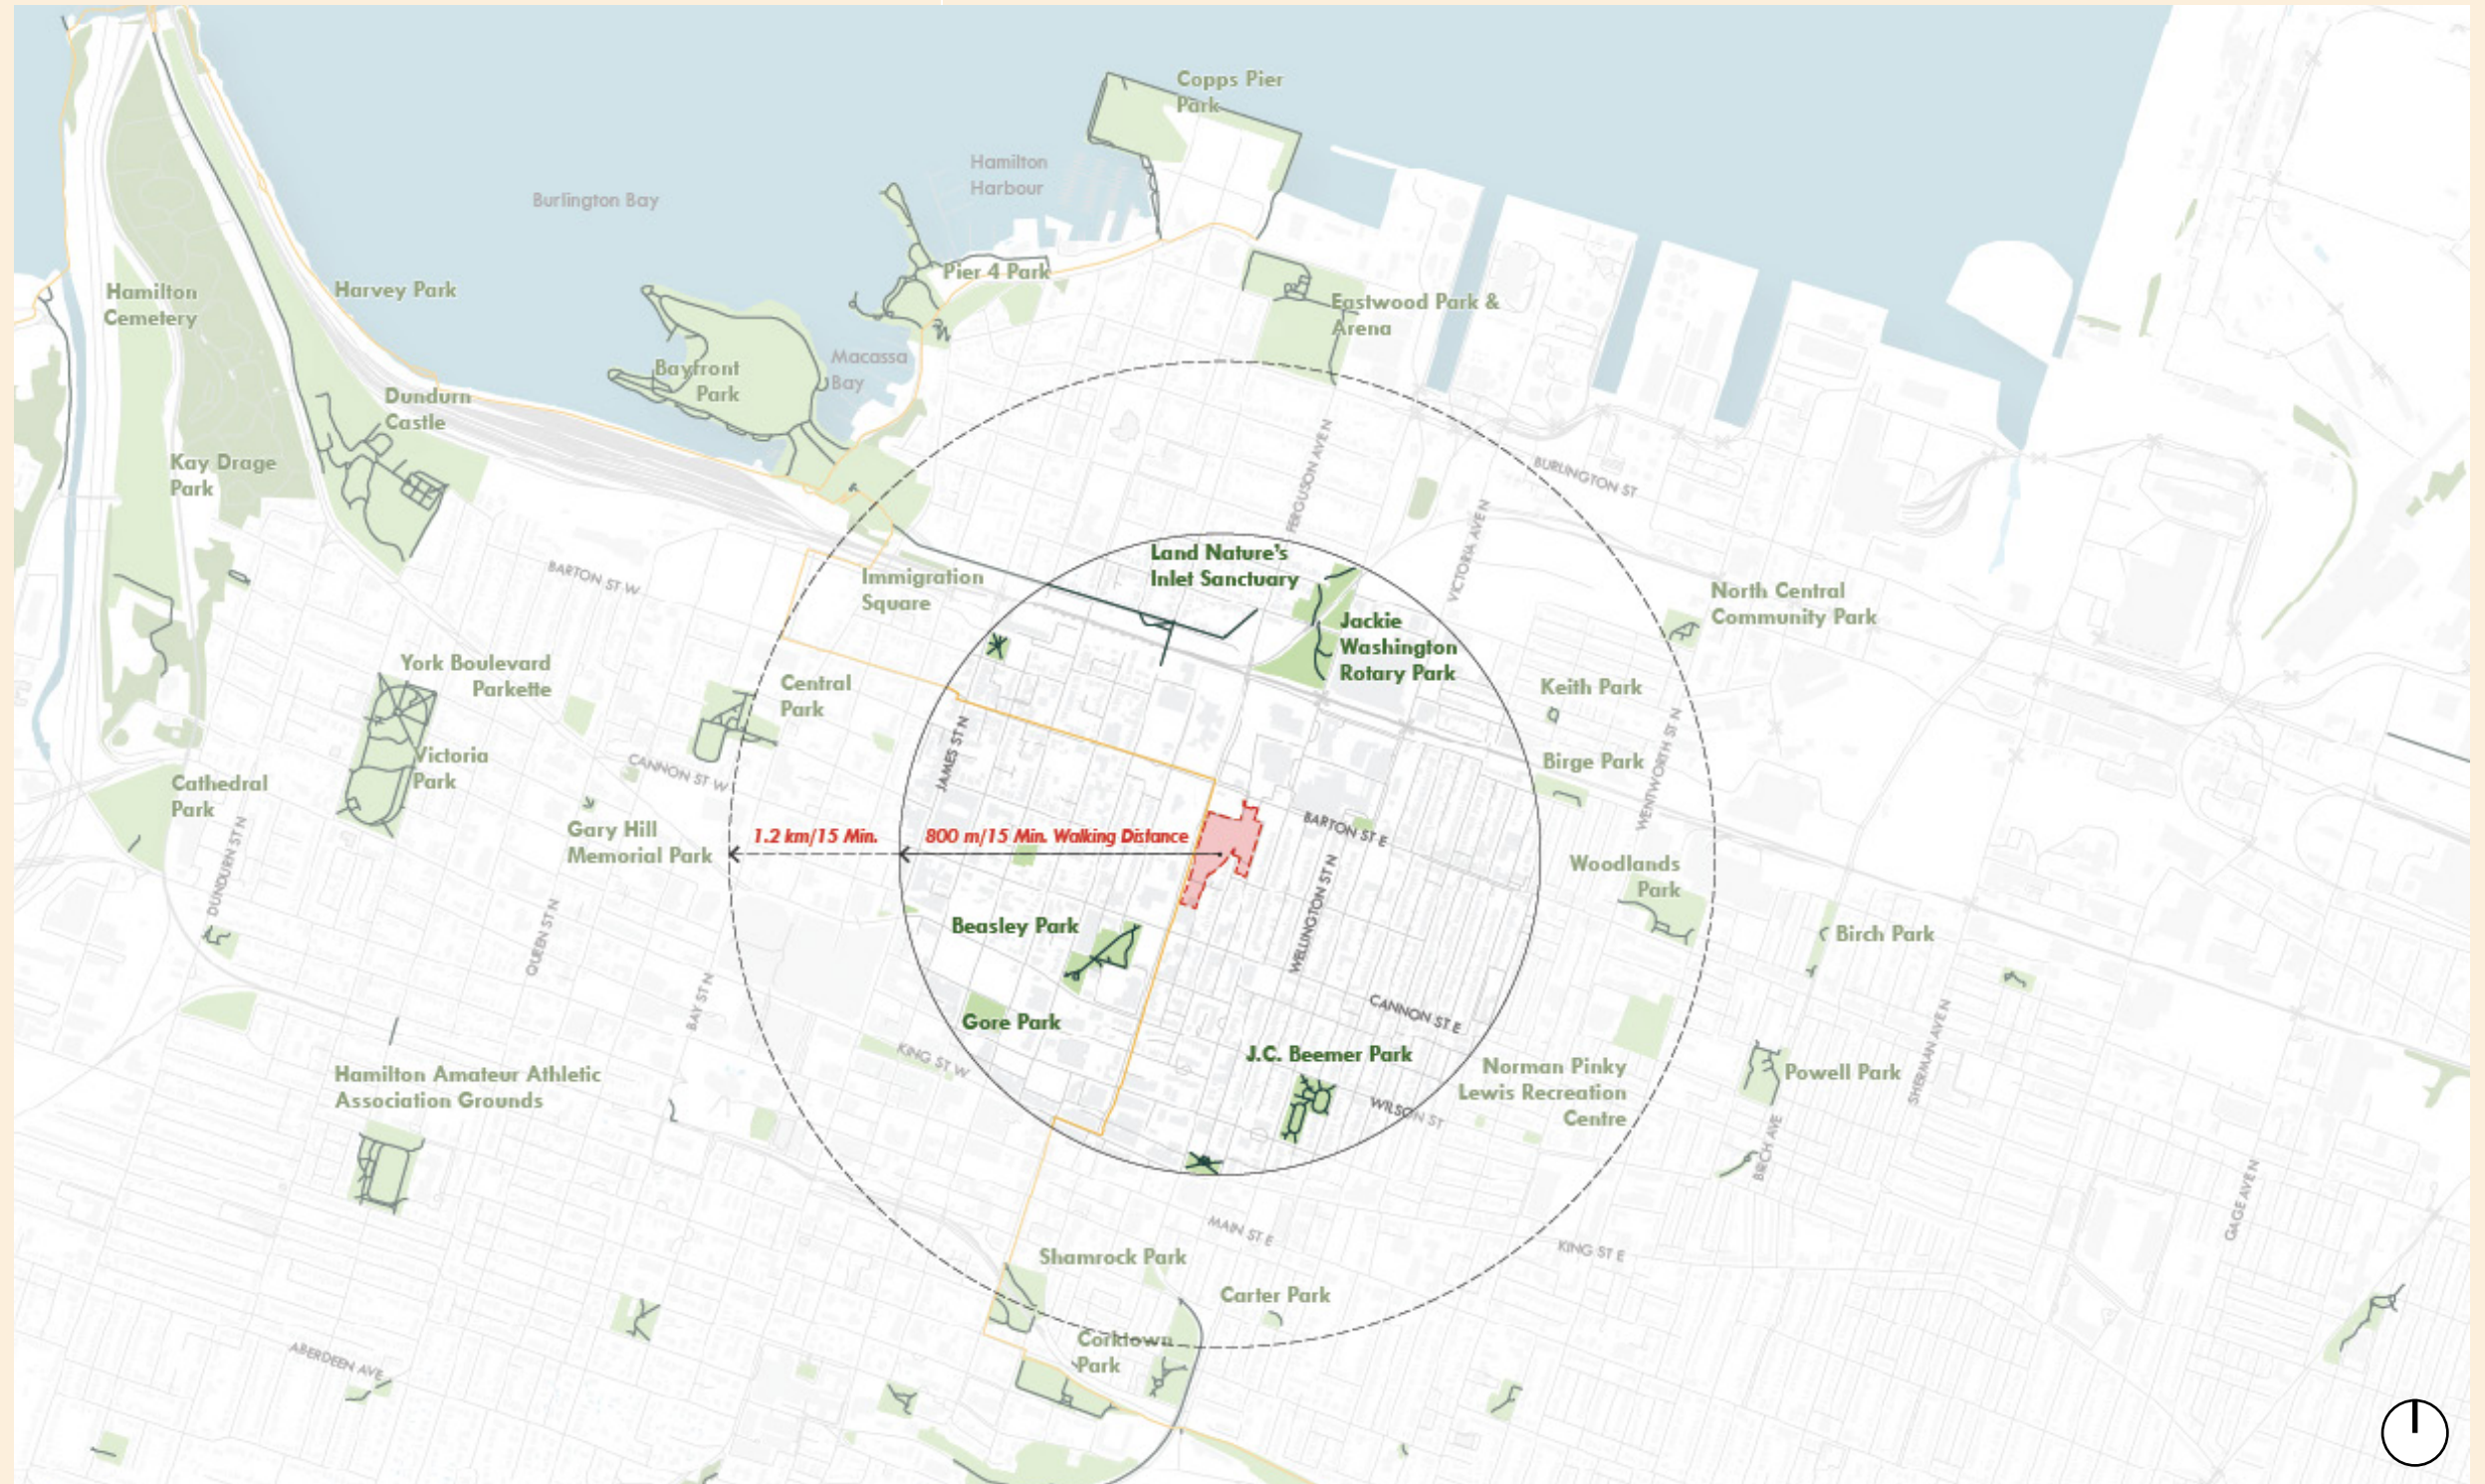 Copps Pier
Park
Hamilton
Harbour
Burlington Bay
Pier 4 Park
Hamilton
Cemetery
Harvey Park
Eastwood Park &
Arena
Macassa
Bay
Bayfront
Park
Dundurn
Castle
Kay Drage
Park
FERGUSON AVE N
BURLINGTON ST
VICTORIA AVE N
Land Nature's
Inlet Sanctuary
BARTON ST W
Immigration
Square
North Central
Community Park
Jackie
Washington
Rotary Park
York Boulevard
Parkette
Central
Park
Keith Park
JAMES ST N
WENTWORTH ST N
Victoria
Park
CANNON ST W
Birge Park
Cathedral
Park
Gary Hill
Memorial Park
1.2 km/15 Min.
800 m/15 Min. Walking Distance
BARTON ST E
DUNDURN ST N
Woodlands
Park
WELLINGTON ST N
Beasley Park
Birch Park
QUEEN ST N
BAY ST N
Gore Park
CANNON ST E
KING ST W
J.C. Beemer Park
Norman Pinky
Lewis Recreation
Centre
Powell Park
SHERMAN AVE N
Hamilton Amateur Athletic
Association Grounds
WILSON ST
BIRCH AVE
GAGE AVE N
MAIN ST E
KING ST E
Shamrock Park
Carter Park
Corktown
Park
ABERDEEN AVE